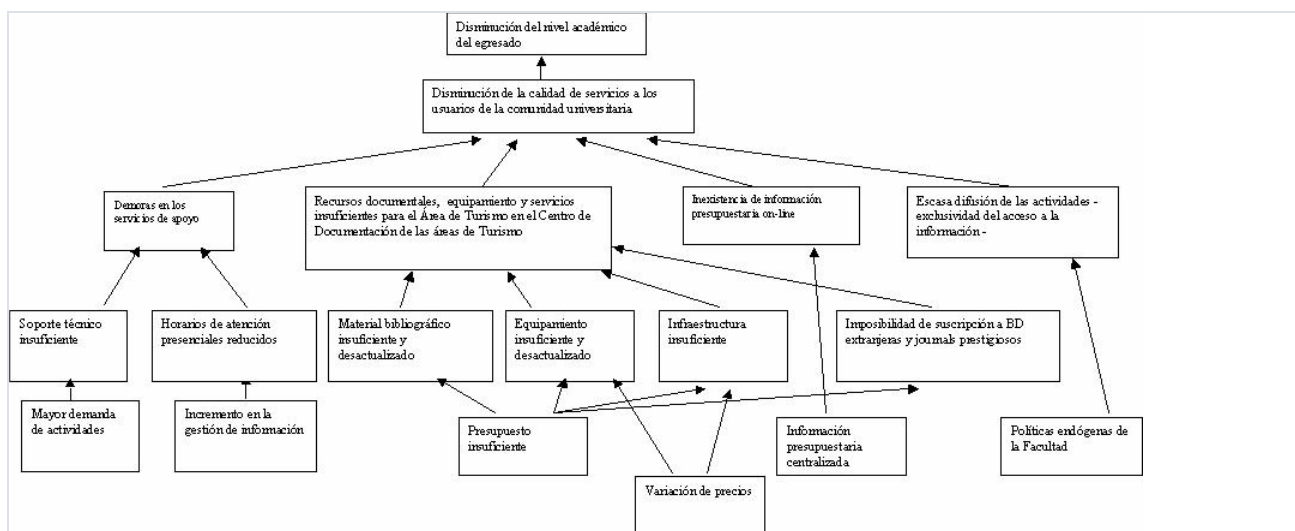 Disminución del nivel académico
del egresado
Disminución de la calidad de servicios a los
usuarios de la comunidad universitaria
Demoras en los
servicios de apoyo
Recursos documentales, equipamiento y servicios
insuficientes para el Área de Turismo en el Centro de
Documentación de las áreas de Turismo
Inexistencia de información
presupuestaria on-line
Escasa difusión de las actividades -
exclusividad del acceso a la
información -
Soporte técnico
insuficiente
Horarios de atención
presenciales reducidos
Material bibliográfico
insuficiente y
desactualizado
Equipamiento
insuficiente y
desactualizado
Infraestructura
insuficiente
Imposibilidad de suscripción a BD
extranjeras y journals prestigiosos
Mayor demanda
de actividades
Incremento en la
gestión de información
Presupuesto
insuficiente
Información
presupuestaria
centralizada
Políticas endógenas de
la Facultad
Variación de precios